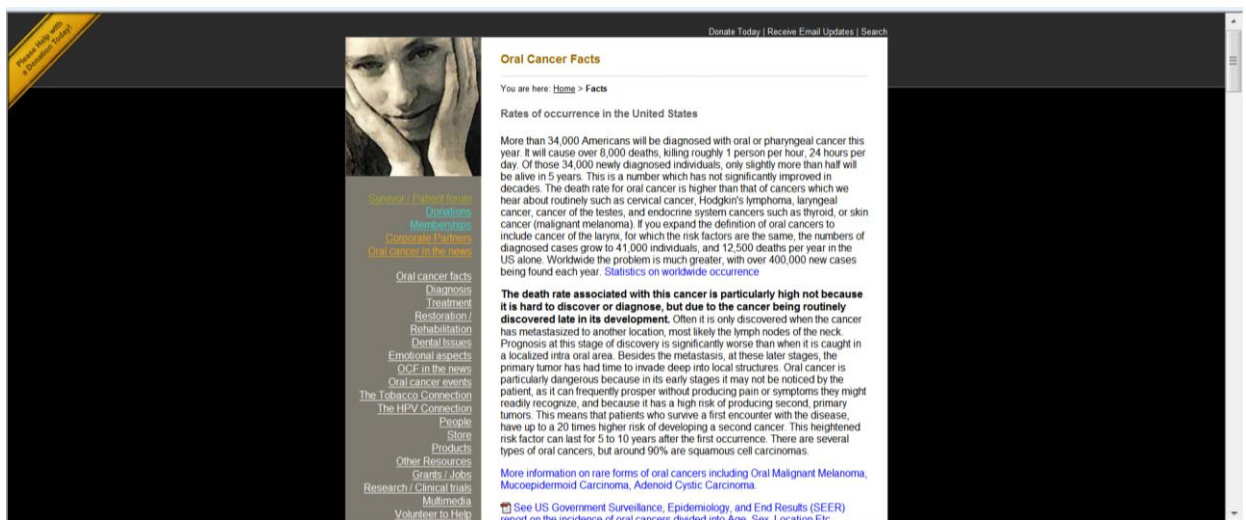 Please Help with
a Donation Today!
Donate Today | Receive Email Updates | Search
Oral Cancer Facts
You are here: Home > Facts
Rates of occurrence in the United States
More than 34,000 Americans will be diagnosed with oral or pharyngeal cancer this
year. It will cause over 8,000 deaths, killing roughly 1 person per hour, 24 hours per
day. Of those 34,000 newly diagnosed individuals, only slightly more than half will
be alive in 5 years. This is a number which has not significantly improved in
decades. The death rate for oral cancer is higher than that of cancers which we
hear about routinely such as cervical cancer, Hodgkin's lymphoma, laryngeal
cancer, cancer of the testes, and endocrine system cancers such as thyroid, or skin
cancer (malignant melanoma). If you expand the definition of oral cancers to
include cancer of the larynx, for which the risk factors are the same, the numbers of
diagnosed cases grow to 41,000 individuals, and 12,500 deaths per year in the
US alone. Worldwide the problem is much greater, with over 400,000 new cases
being found each year. Statistics on worldwide occurrence
The death rate associated with this cancer is particularly high not because
it is hard to discover or diagnose, but due to the cancer being routinely
discovered late in its development. Often it is only discovered when the cancer
has metastasized to another location, most likely the lymph nodes of the neck.
Prognosis at this stage of discovery is significantly worse than when it is caught in
a localized intra oral area. Besides the metastasis, at these later stages, the
primary tumor has had time to invade deep into local structures. Oral cancer is
particularly dangerous because in its early stages it may not be noticed by the
patient, as it can frequently prosper without producing pain or symptoms they might
readily recognize, and because it has a high risk of producing second, primary
tumors. This means that patients who survive a first encounter with the disease,
have up to a 20 times higher risk of developing a second cancer. This heightened
risk factor can last for 5 to 10 years after the first occurrence. There are several
types of oral cancers, but around 90% are squamous cell carcinomas.
More information on rare forms of oral cancers including Oral Malignant Melanoma,
Mucoepidermoid Carcinoma, Adenoid Cystic Carcinoma.
See US Government Surveillance, Epidemiology, and End Results (SEER)
report on the incidence of oral cancers divided into Age, Sex, Location Etc.
Survivor / Patient forum
Donations
Memberships
Corporate Partners
Oral cancer in the news
Oral cancer facts
Diagnosis
Treatment
Restoration /
Rehabilitation
Dental Issues
Emotional aspects
OCF in the news
Oral cancer events
The Tobacco Connection
The HPV Connection
People
Store
Products
Other Resources
Grants / Jobs
Research / Clinical trials
Multimedia
Volunteer to Help